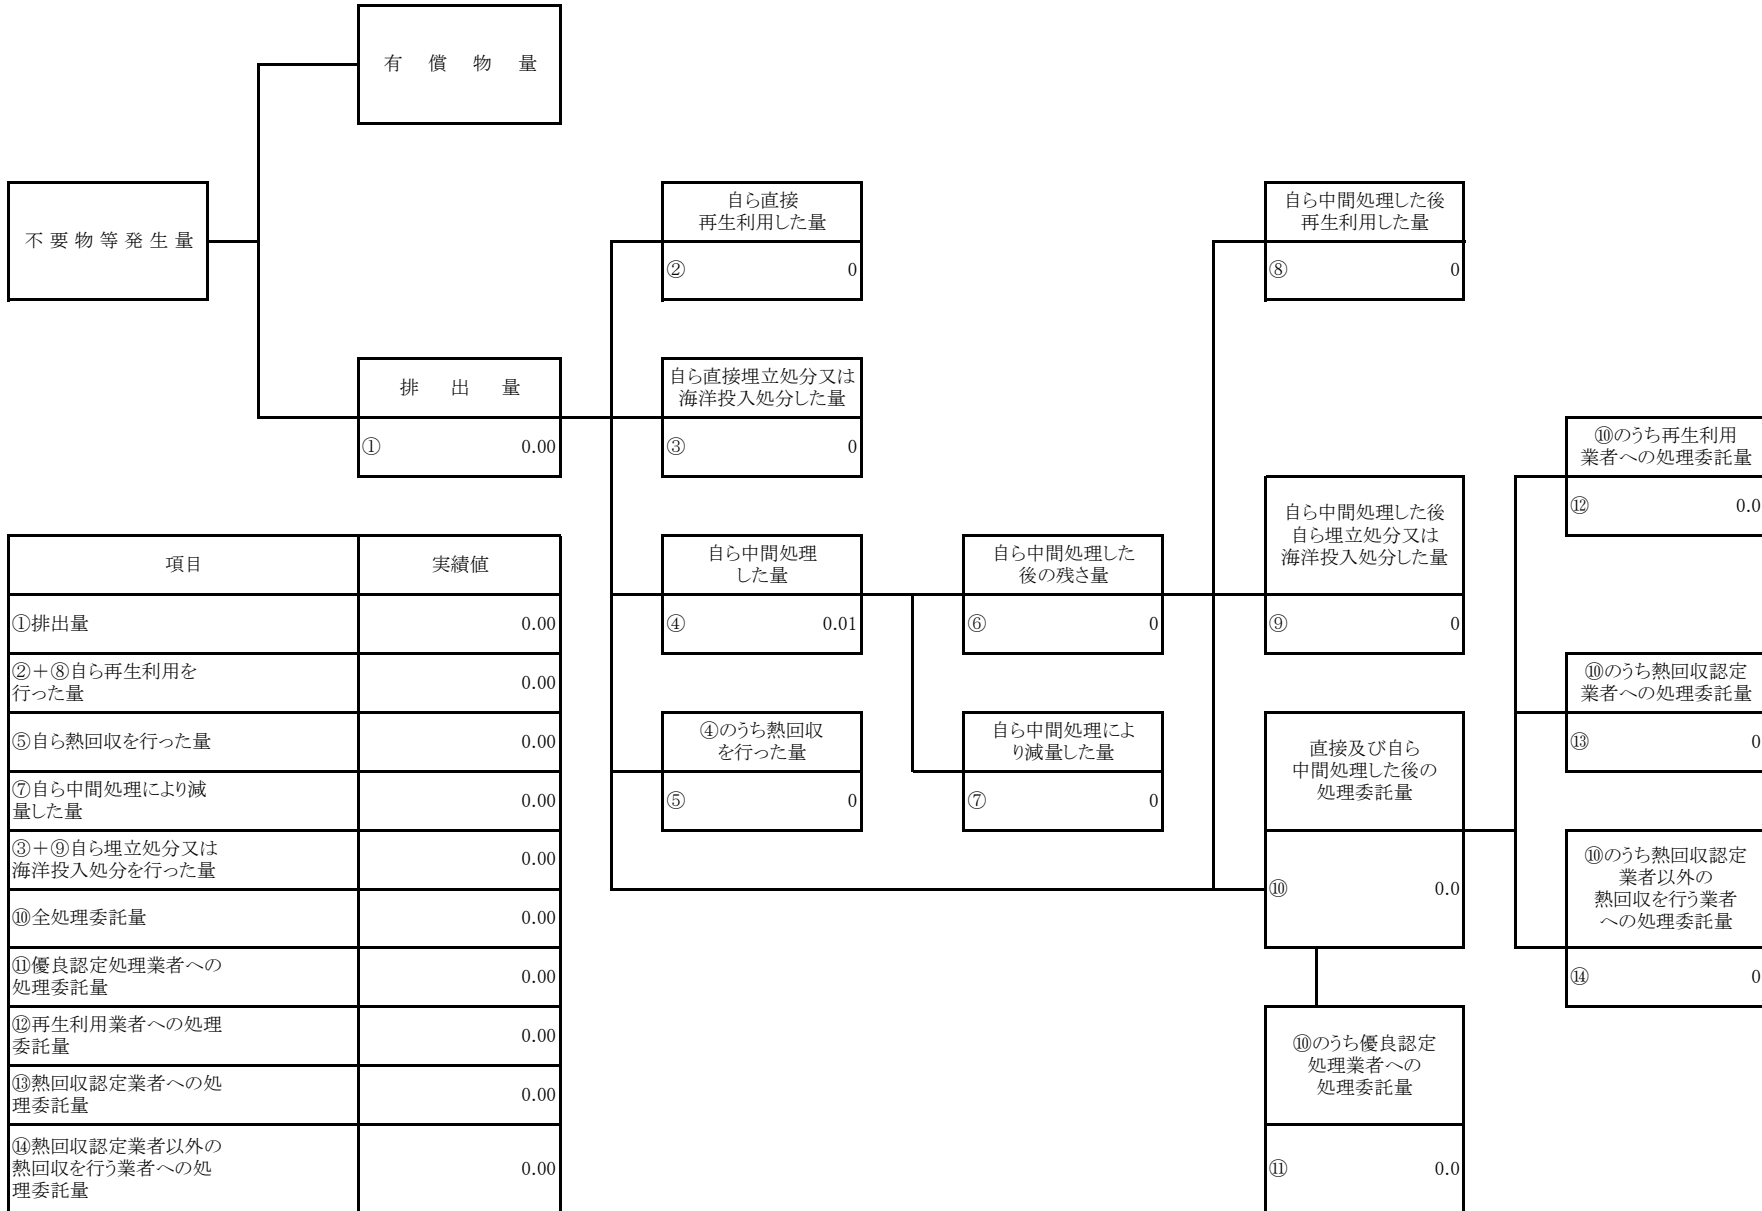 有償物量
不要物等発生量
自ら直接
再生利用した量
② 0
自ら中間処理した後
再生利用した量
⑧ 0
排出量
① 0.00
自ら直接埋立処分又は
海洋投入処分した量
③ 0
⑩のうち再生利用
業者への処理委託量
⑫ 0.0
自ら中間処理
した量
④ 0.01
自ら中間処理した
後の残さ量
⑥ 0
自ら中間処理した後
自ら埋立処分又は
海洋投入処分した量
⑨ 0
⑩のうち熱回収認定
業者への処理委託量
⑬ 0
④のうち熱回収
を行った量
⑤ 0
自ら中間処理によ
り減量した量
⑦ 0
直接及び自ら
中間処理した後の
処理委託量
⑩ 0.0
⑩のうち熱回収認定
業者以外の
熱回収を行う業者
への処理委託量
⑭ 0
⑩のうち優良認定
処理業者への
処理委託量
⑪ 0.0
項目 実績値
①排出量 0.00
②＋⑧自ら再生利用を
行った量 0.00
⑤自ら熱回収を行った量 0.00
⑦自ら中間処理により減
量した量 0.00
③＋⑨自ら埋立処分又は
海洋投入処分を行った量 0.00
⑩全処理委託量 0.00
⑪優良認定処理業者への
処理委託量 0.00
⑫再生利用業者への処理
委託量 0.00
⑬熱回収認定業者への処
理委託量 0.00
⑭熱回収認定業者以外の
熱回収を行う業者への処
理委託量 0.00